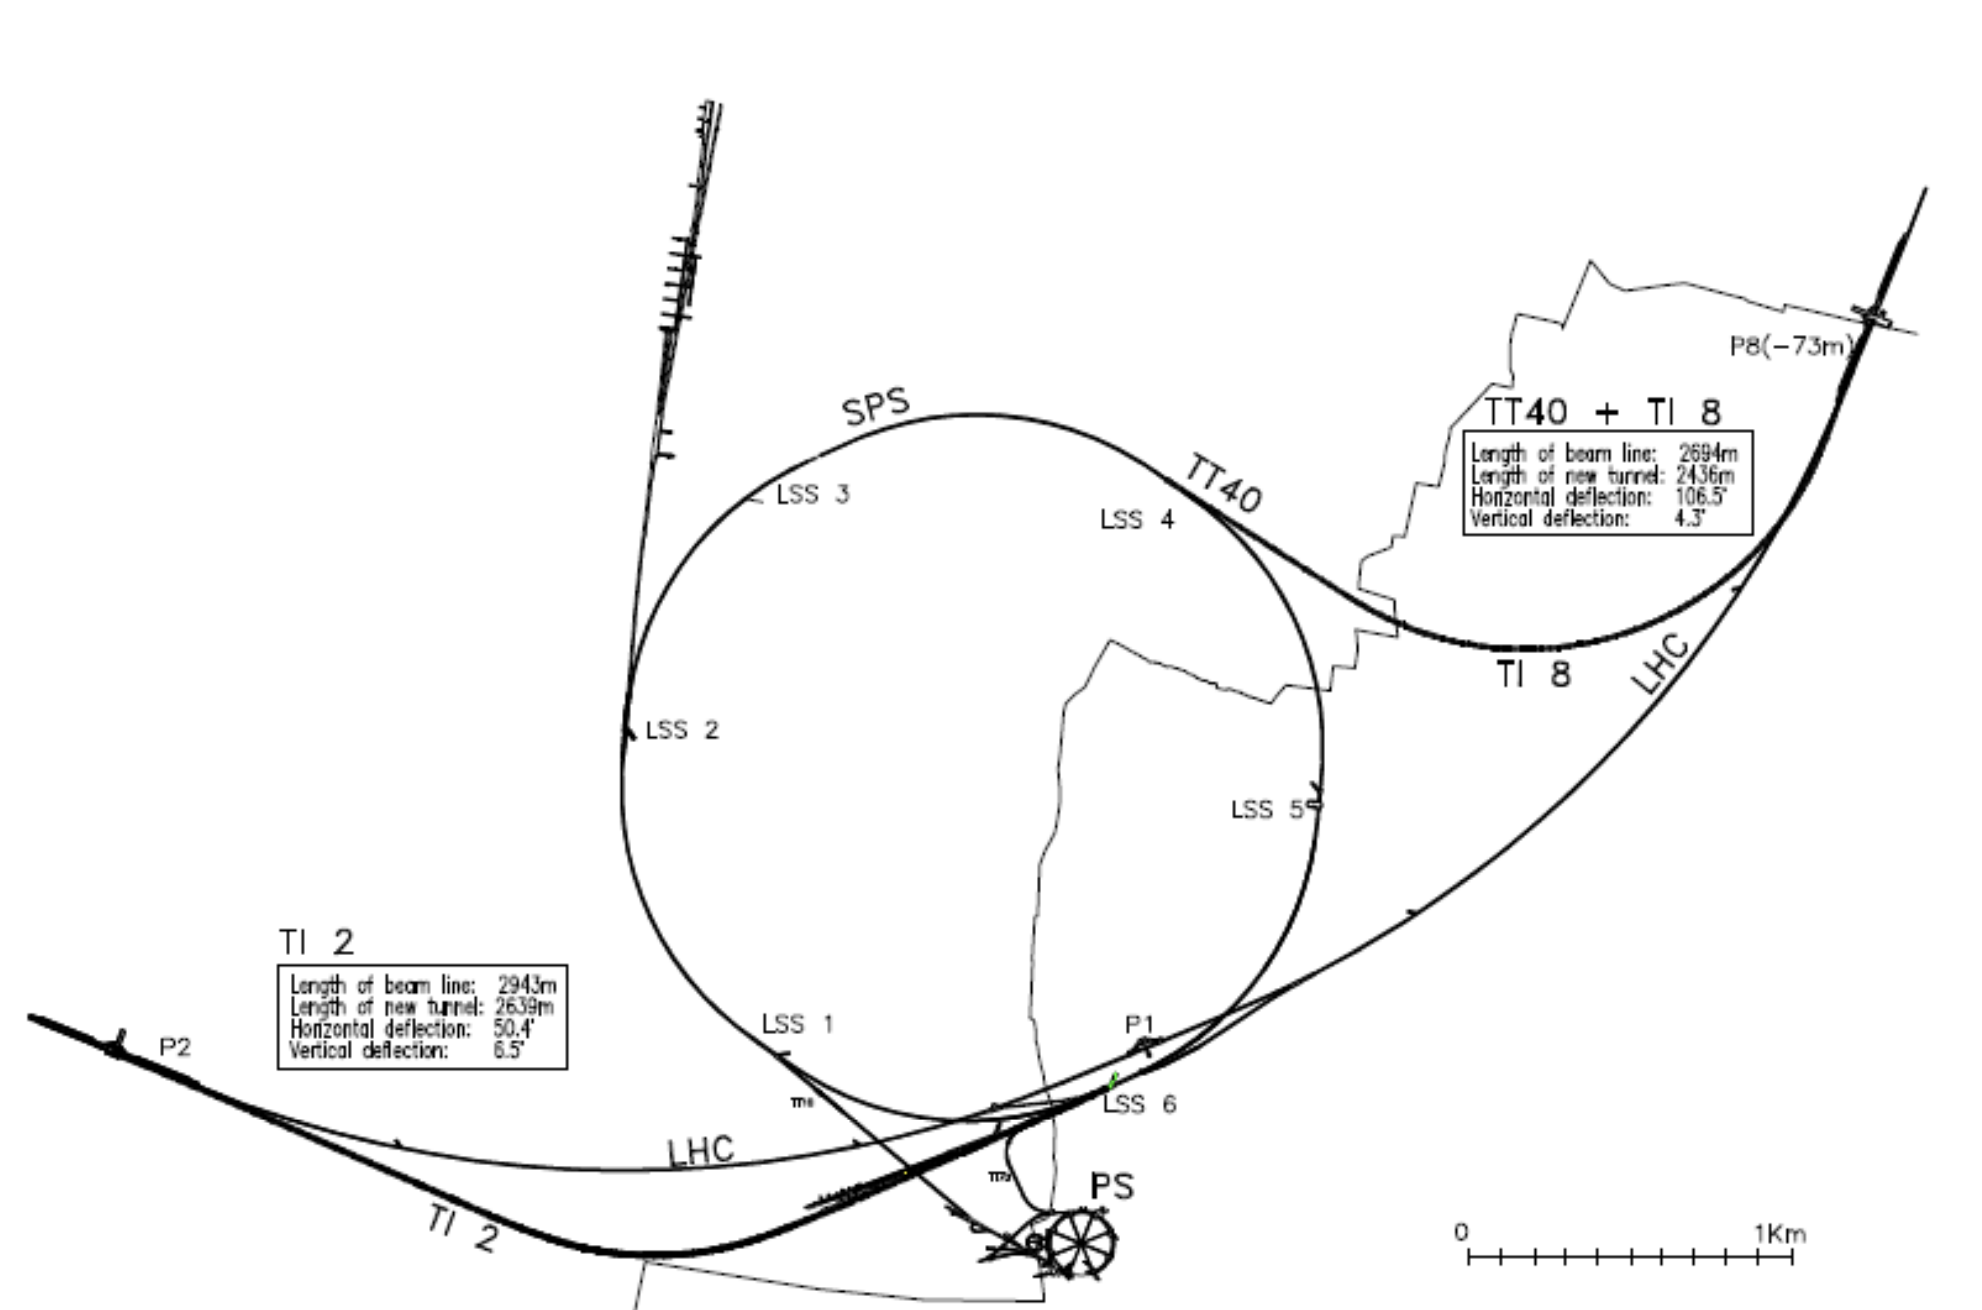 SPS
P8(-73m)
TT40 + TI 8
Length of beam line: 2694m
Length of new tunnel: 2436m
Horizontal deflection: 106.5°
Vertical deflection: 4.3°
TT40
LSS 3
LSS 4
TI 8
LHC
LSS 2
LSS 5
TI 2
Length of beam line: 2943m
Length of new tunnel: 2639m
Horizontal deflection: 50.4°
Vertical deflection: 6.5°
LSS 1
P1
P2
LSS 6
LHC
PS
TI 2
0 1Km